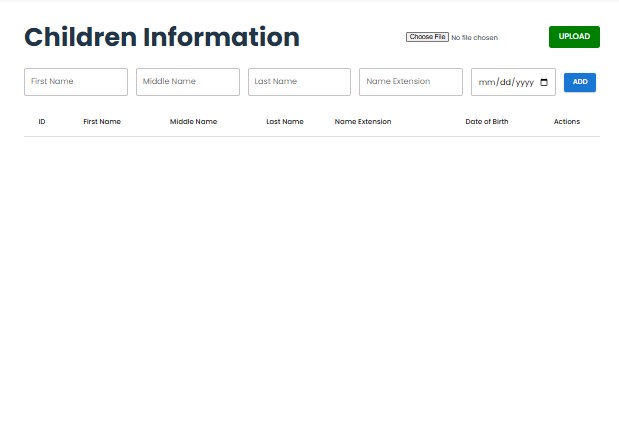 Children Information Choose File No file chosen UPLOAD
First Name Middle Name Last Name Name Extension mm/dd/yyyy ADD
ID First Name Middle Name Last Name Name Extension Date of Birth Actions